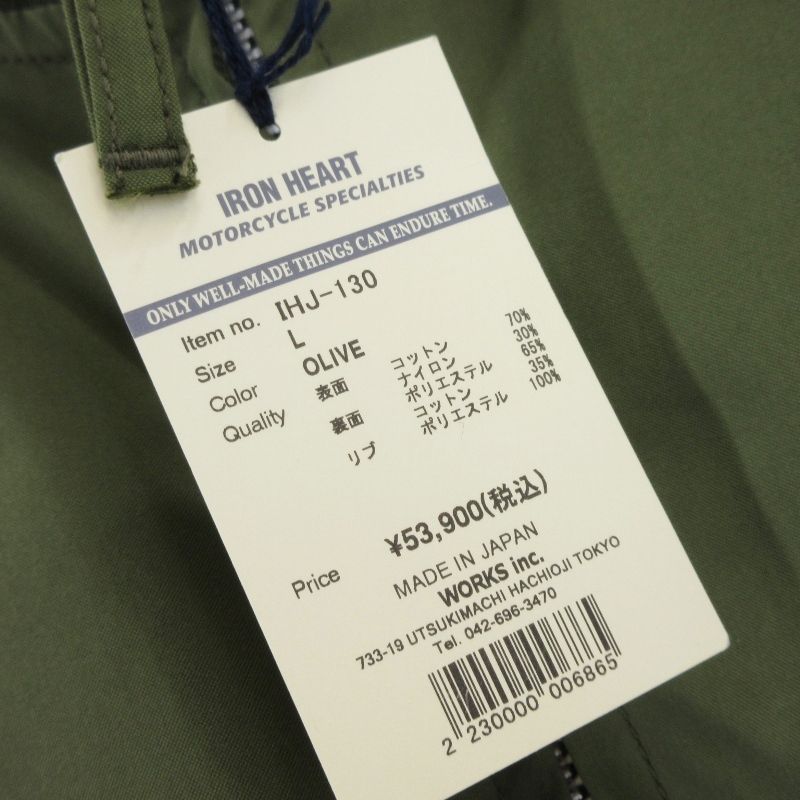 IRON HEART
MOTORCYCLE SPECIALTIES
ONLY WELL-MADE THINGS CAN ENDURE TIME.
Item no. IHJ-130
Size L
Color OLIVE
Quality 表面 コットン 70%
ナイロン 30%
裏面 ポリエステル 65%
コットン 35%
リブ ポリエステル 100%
Price ¥53,900(税込)
MADE IN JAPAN
WORKS inc.
733-19 UTSUKIMACHI HACHIOJI TOKYO
Tel. 042-696-3470
2 230000 006865